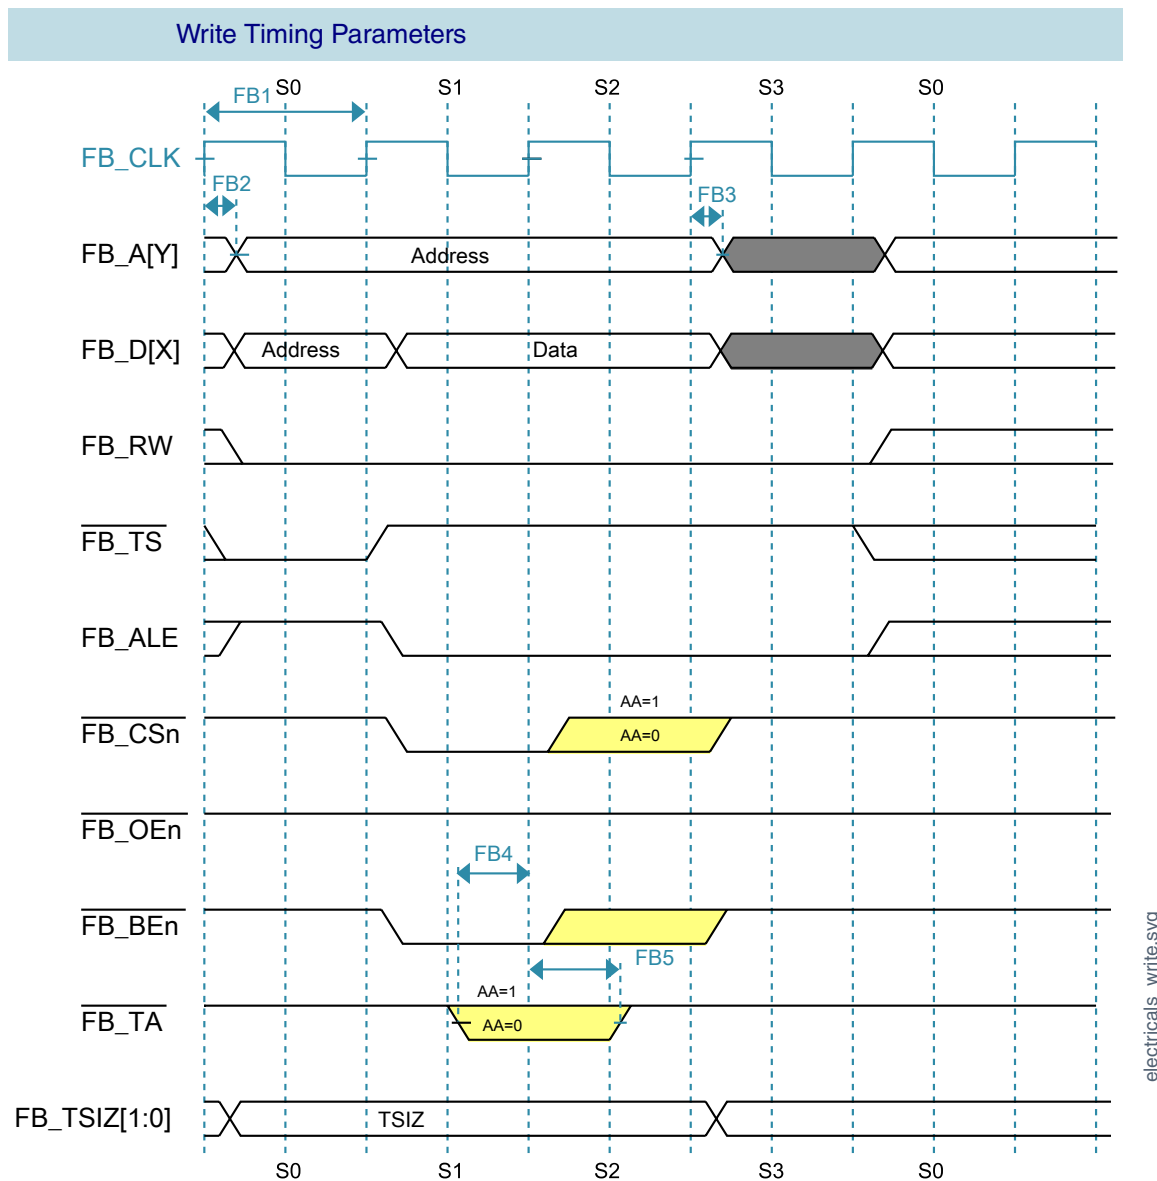 Write Timing Parameters
S0 S1 S2 S3 S0
FB1
FB_CLK
FB2
FB3
FB_A[Y]
Address
FB_D[X]
Address Data
FB_RW
FB_TS
FB_ALE
AA=1
FB_CSn
AA=0
FB_OEn
FB4
FB_BEn
FB5
AA=1
FB_TA
AA=0
FB_TSIZ[1:0]
TSIZ
S0 S1 S2 S3 S0
electricals_write.svg